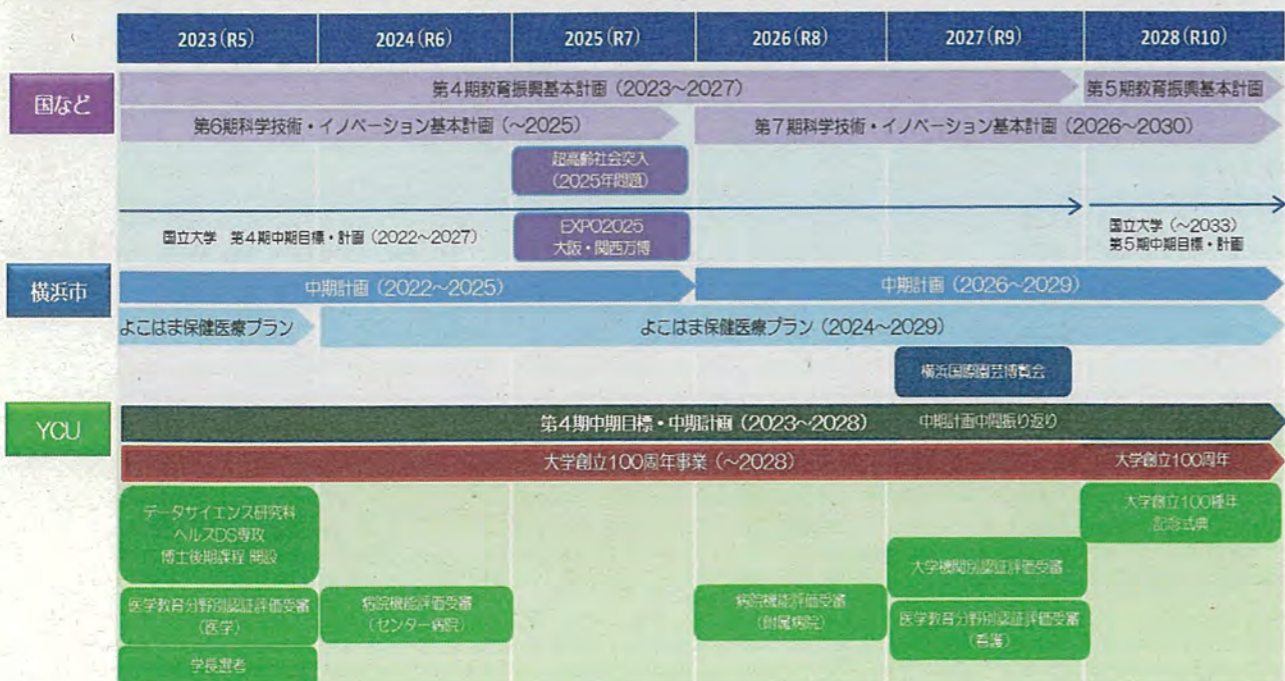 2023(R5)
2024(R6)
2025(R7)
2026(R8)
2027(R9)
2028(R10)
国など
第4期教育振興基本計画（2023～2027）
第5期教育振興基本計画
第6期科学技術・イノベーション基本計画（～2025）
第7期科学技術・イノベーション基本計画（2026～2030）
超高齢社会突入
（2025年問題）
国立大学　第4期中期目標・計画（2022～2027）
EXPO2025
大阪・関西万博
国立大学（～2033）
第5期中期目標・計画
横浜市
中期計画（2022～2025）
中期計画（2026～2029）
よこはま保健医療プラン
よこはま保健医療プラン（2024～2029）
横浜国際園芸博覧会
YCU
第4期中期目標・中期計画（2023～2028）
中期計画中間振り返り
大学創立100周年事業（～2028）
大学創立100周年
データサイエンス研究科
ヘルスDS専攻
博士後期課程 開設
大学創立100周年
記念式典
大学機関別認証評価受審
医学教育分野別認証評価受審
（医学）
病院機能評価受審
（センター病院）
病院機能評価受審
（附属病院）
医学教育分野別認証評価受審
（看護）
学長選考